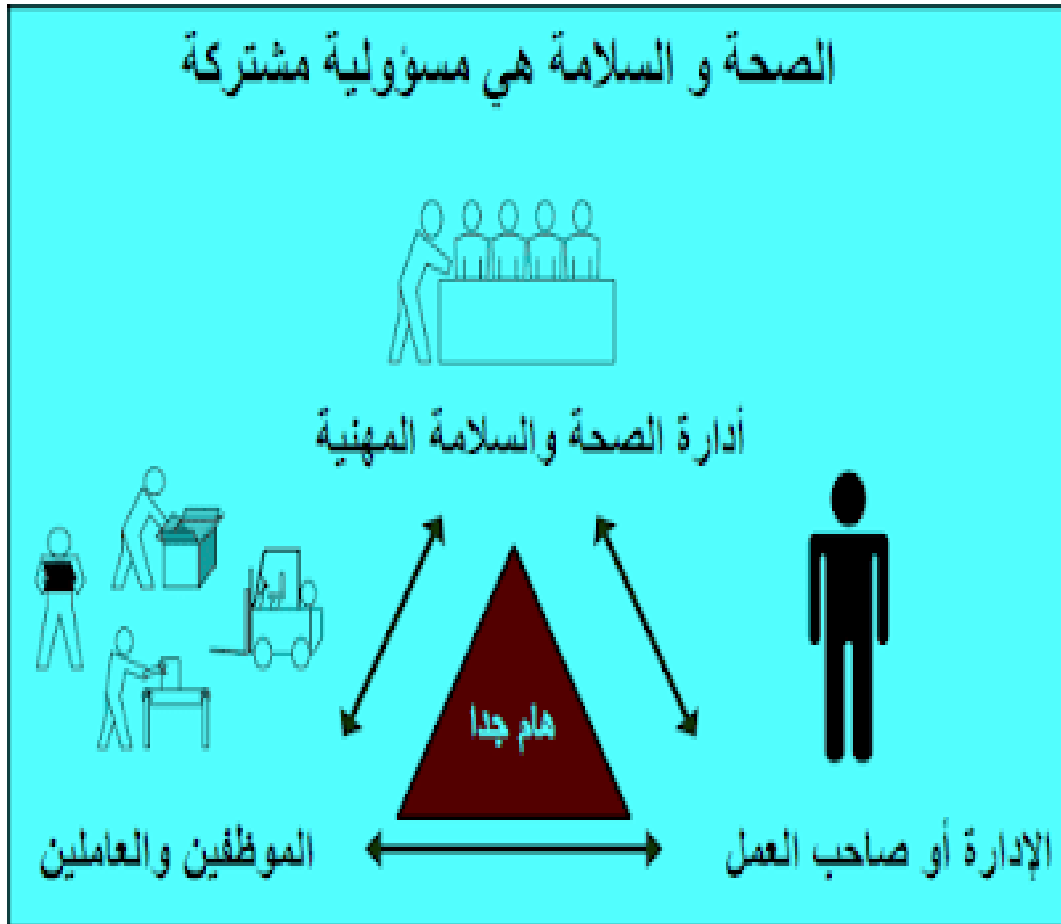 الصحة و السلامة هي مسؤولية مشتركة
أدارة الصحة والسلامة المهنية
هام جدا
الإدارة أو صاحب العمل
الموظفين والعاملين